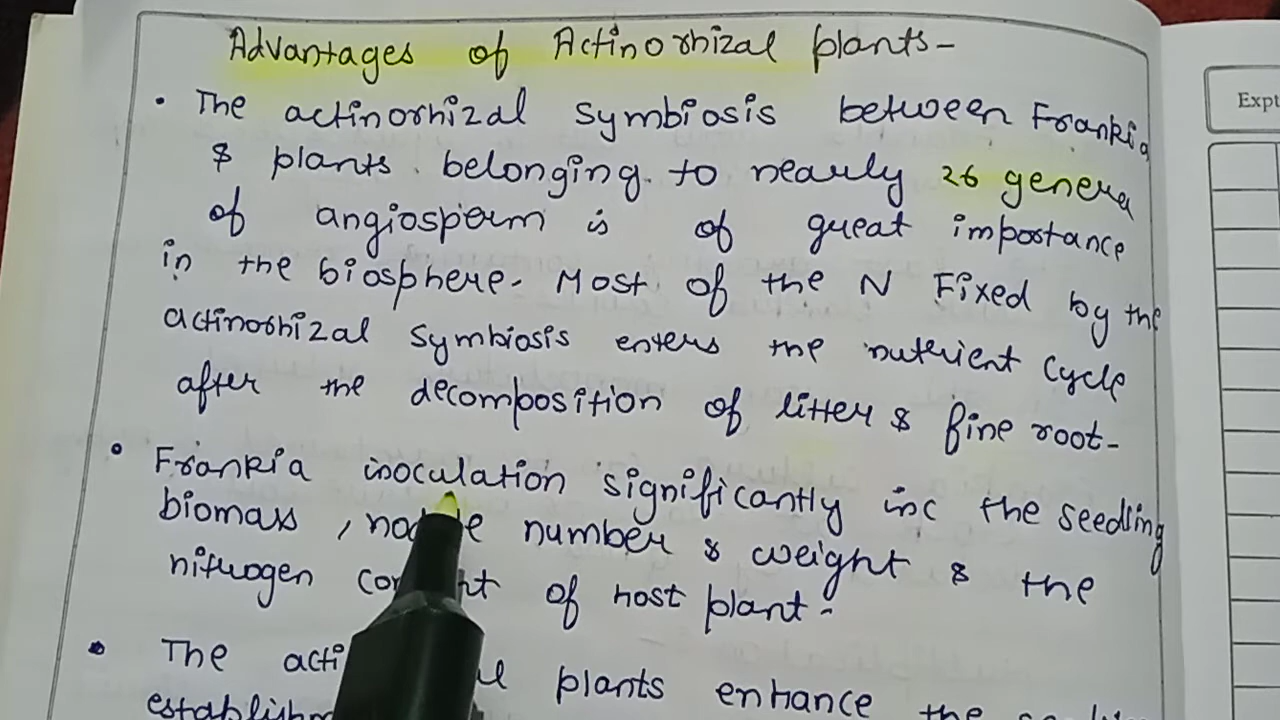 Advantages of Actinorhizal plants-
• The actinorhizal symbiosis between Frankia
& plants belonging to nearly 26 genera
of angiosperm is of great importance
in the biosphere. Most of the N Fixed by the
actinorhizal symbiosis enters the nutrient cycle
after the decomposition of litter & fine root-
• Frankia inoculation significantly inc the seedling
biomass, number & weight & the
nitrogen of host plant-
• The plants enhance the
Expt